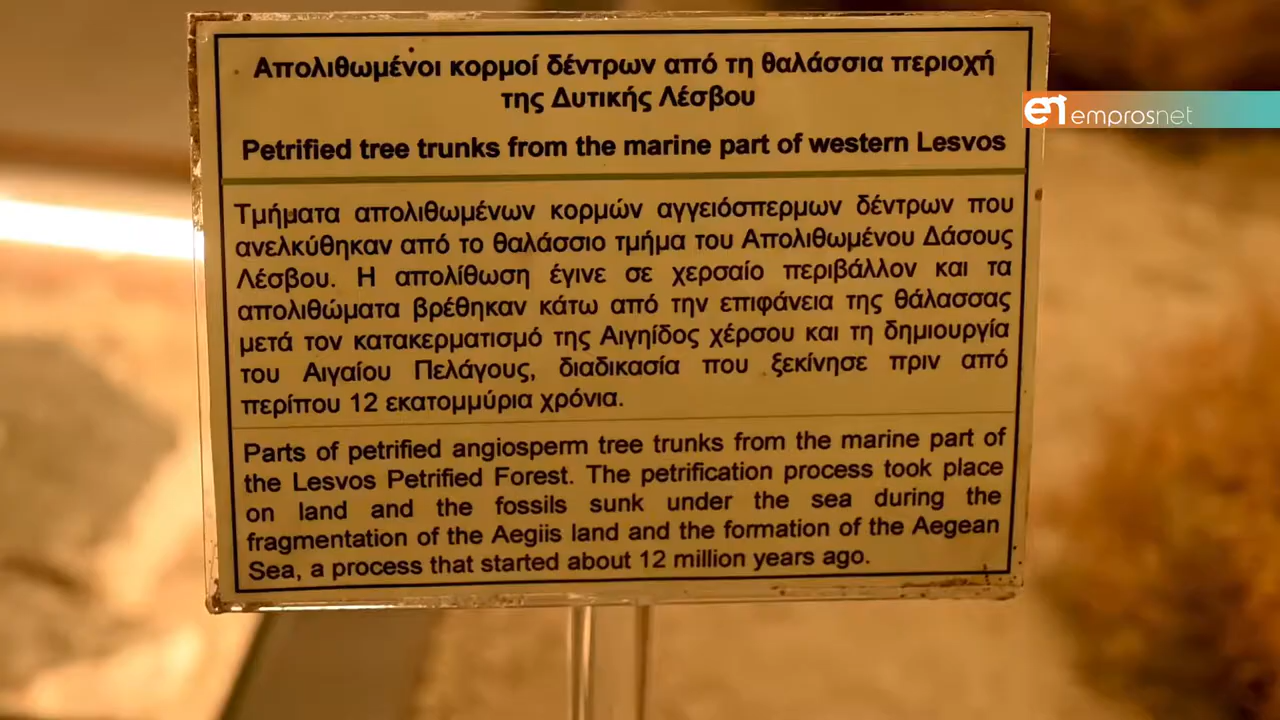 Απολιθωμένοι κορμοί δέντρων από τη θαλάσσια περιοχή
της Δυτικής Λέσβου
Petrified tree trunks from the marine part of western Lesvos
Τμήματα απολιθωμένων κορμών αγγειόσπερμων δέντρων που
ανελκύθηκαν από το θαλάσσιο τμήμα του Απολιθωμένου Δάσους
Λέσβου. Η απολίθωση έγινε σε χερσαίο περιβάλλον και τα
απολιθώματα βρέθηκαν κάτω από την επιφάνεια της θάλασσας
μετά τον κατακερματισμό της Αιγηίδος χέρσου και τη δημιουργία
του Αιγαίου Πελάγους, διαδικασία που ξεκίνησε πριν από
περίπου 12 εκατομμύρια χρόνια.
Parts of petrified angiosperm tree trunks from the marine part of
the Lesvos Petrified Forest. The petrification process took place
on land and the fossils sunk under the sea during the
fragmentation of the Aegiis land and the formation of the Aegean
Sea, a process that started about 12 million years ago.
en emprosnet